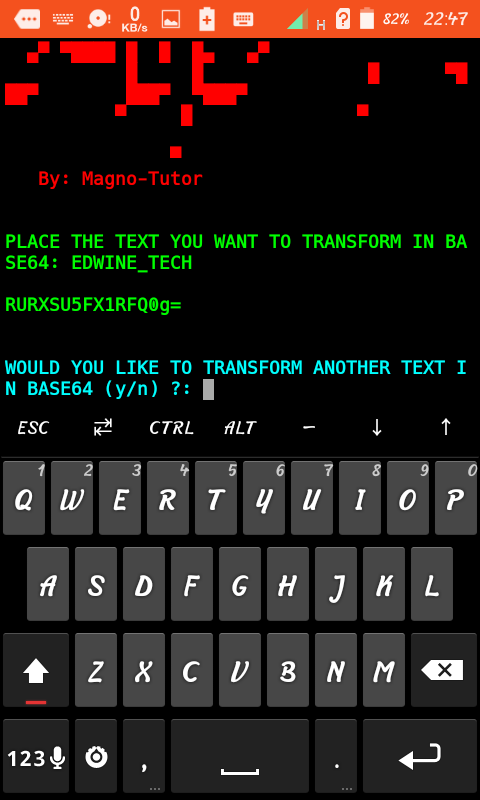 0
KB/s
H
82%
22:47
By: Magno-Tutor
PLACE THE TEXT YOU WANT TO TRANSFORM IN BA
SE64: EDWINE_TECH
RURXSU5FX1RFQ0g=
WOULD YOU LIKE TO TRANSFORM ANOTHER TEXT I
N BASE64 (y/n) ?:
ESC ⇄ CTRL ALT – ↓ ↑
1 2 3 4 5 6 7 8 9 0
Q W E R T Y U I O P
A S D F G H J K L
Z X C V B N M
123 , .